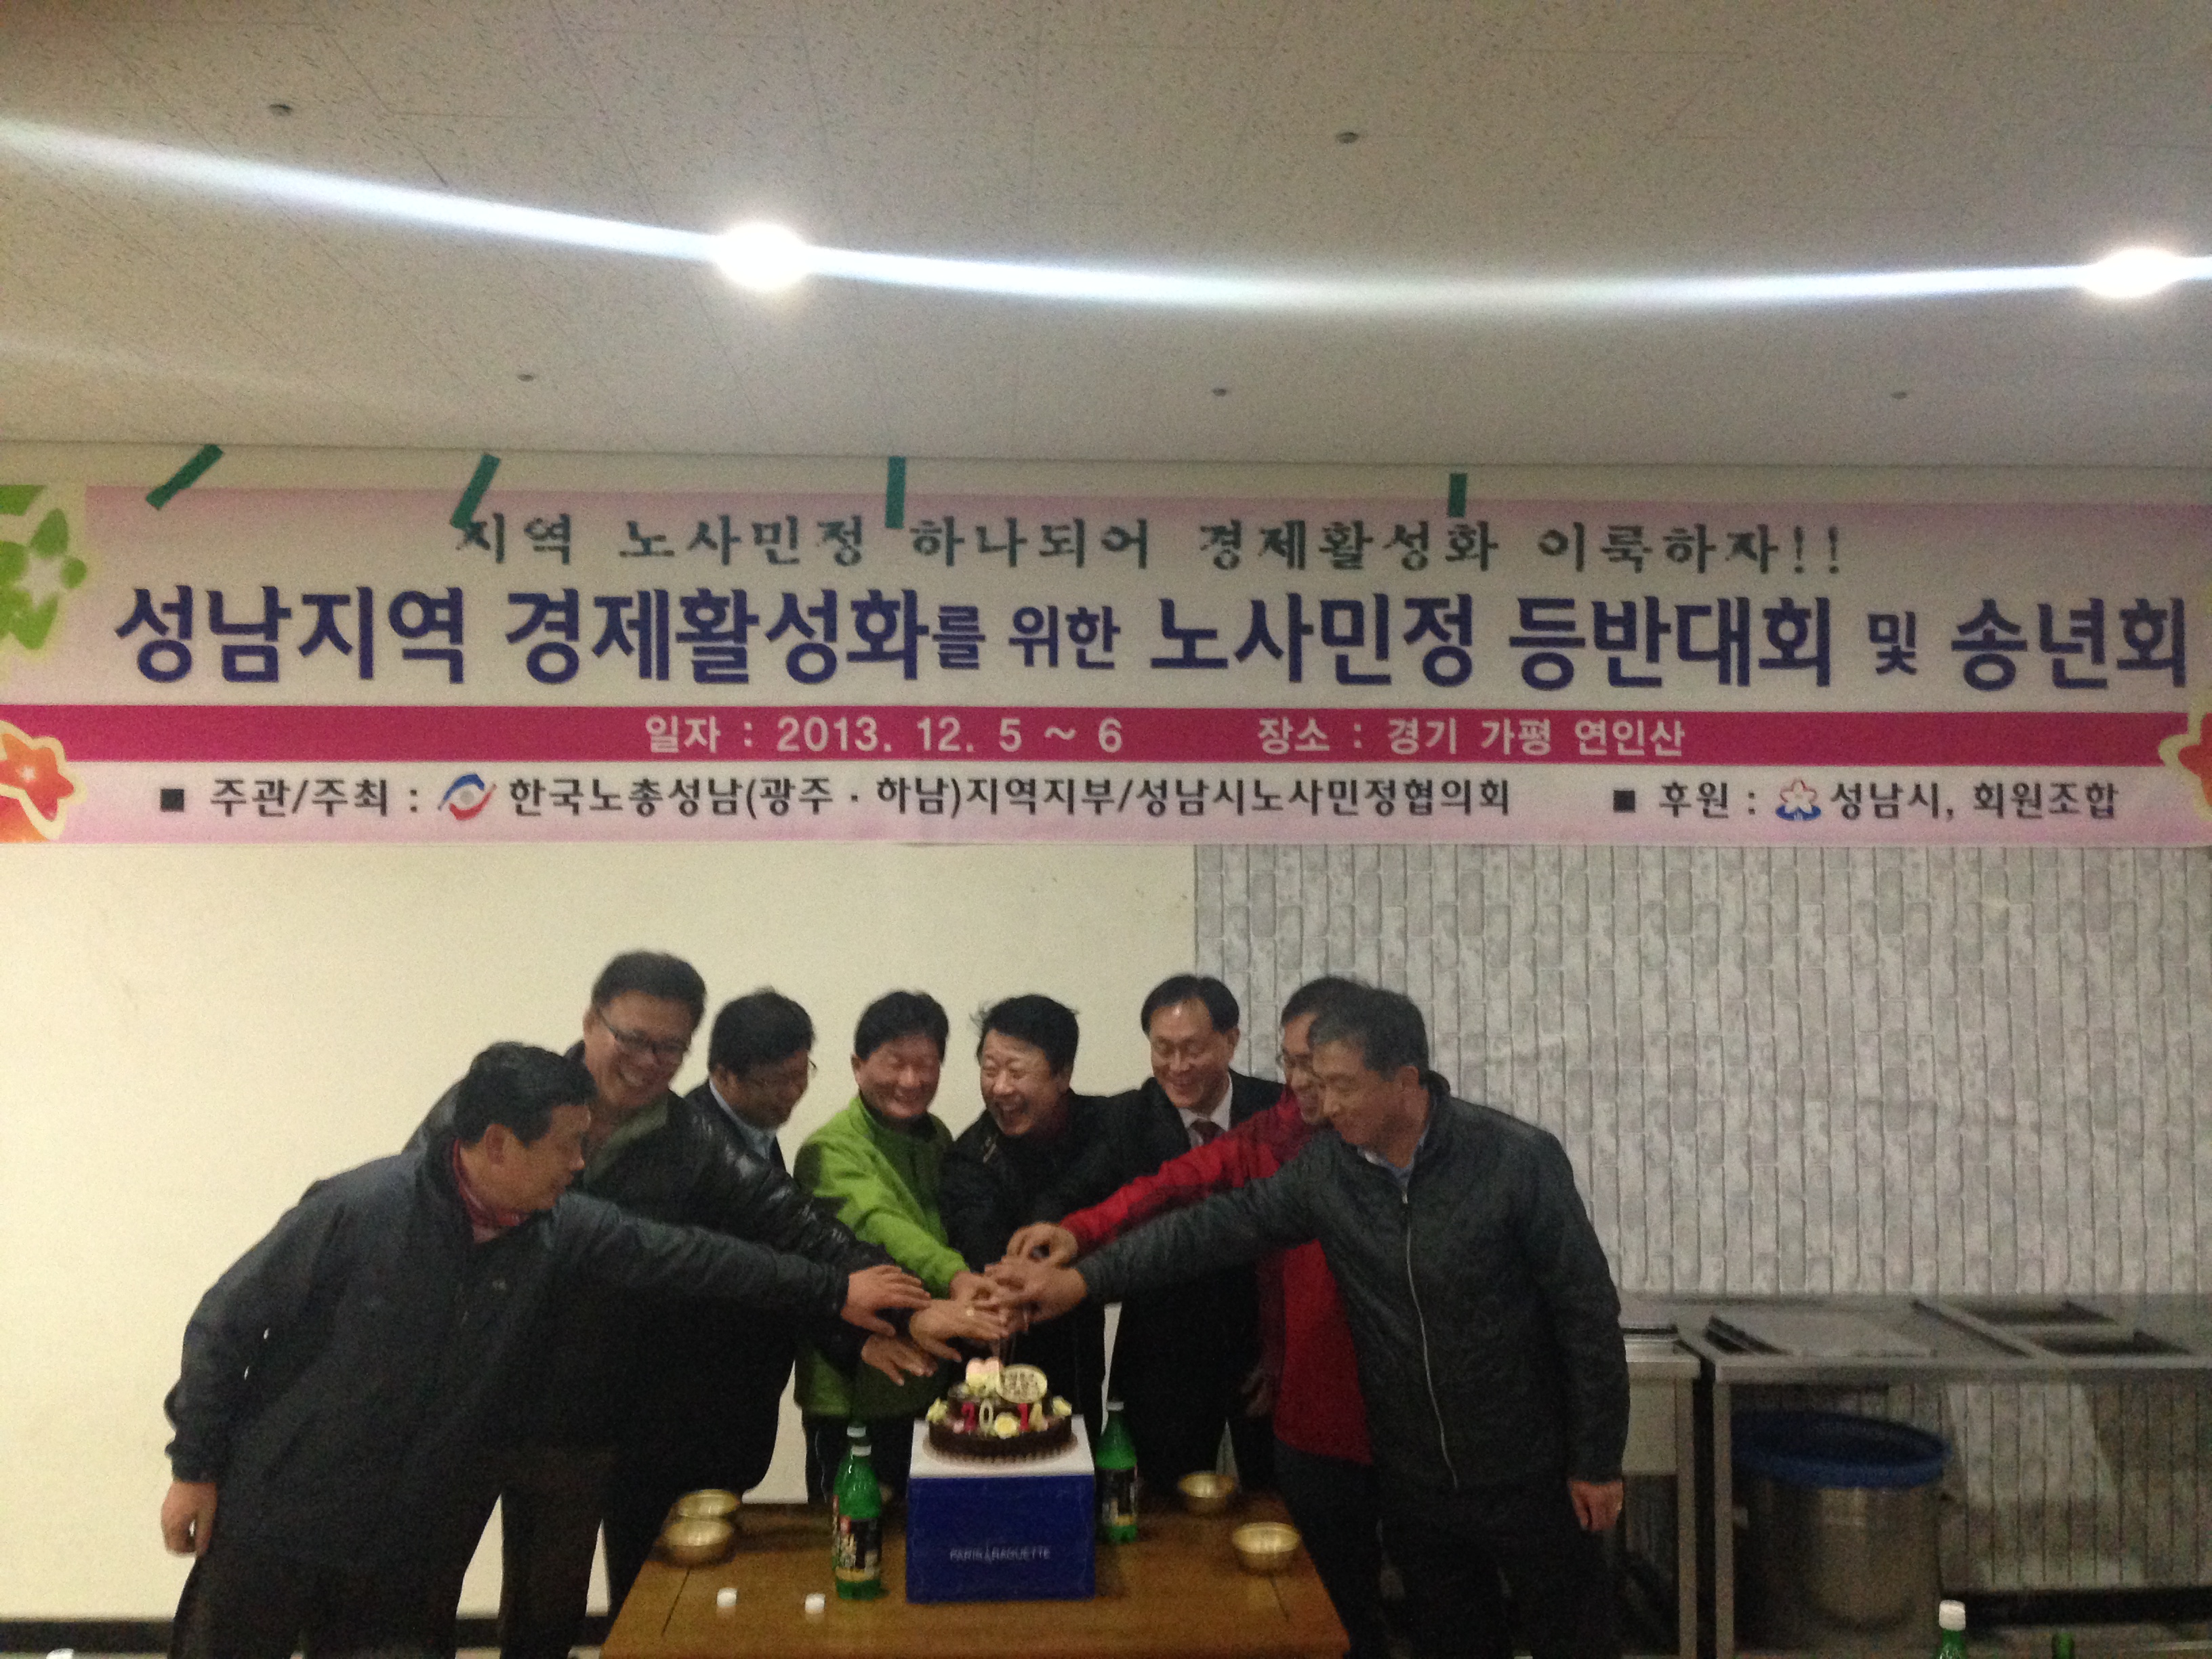 지역 노사민정 하나되어 경제활성화 이룩하자!!
성남지역 경제활성화를 위한 노사민정 등반대회 및 송년회
일자 : 2013. 12. 5 ~ 6 장소 : 경기 가평 연인산
■ 주관/주최 : 한국노총성남(광주 · 하남)지역지부/성남시노사민정협의회 ■ 후원 : 성남시, 회원조합
2014
PARIS BAGUETTE